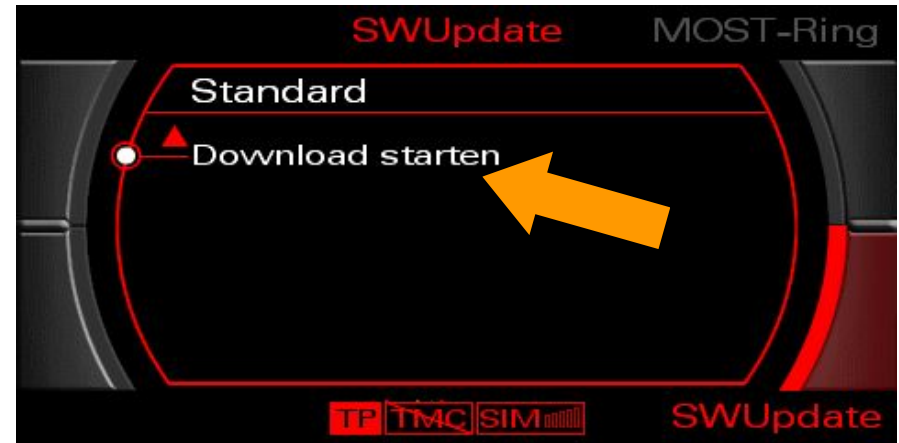 SWUpdate MOST-Ring
Standard
Download starten
TP TMC SIM
SWUpdate